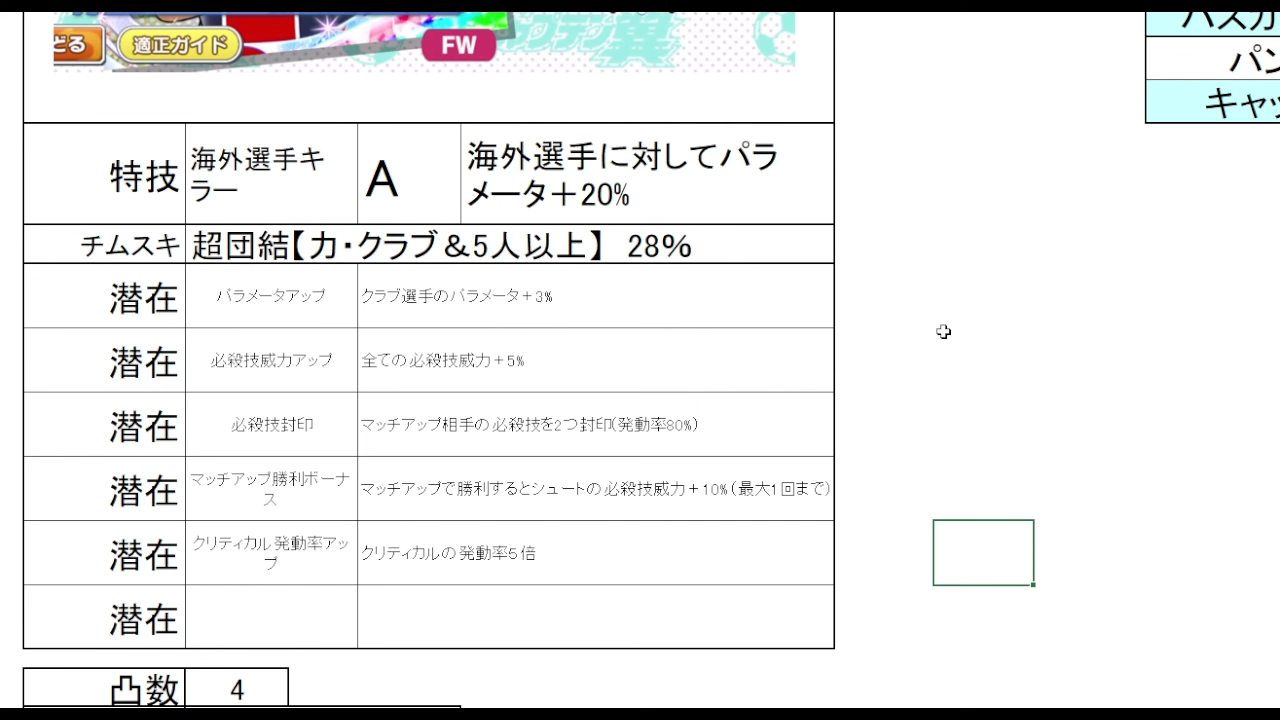 どる
適正ガイド
FW
翼
パン
キャッ
特技
海外選手キ
ラー
A
海外選手に対してパラ
メータ＋20%
チムスキ
超団結【力・クラブ＆5人以上】 28%
潜在
パラメータアップ
クラブ選手のパラメータ＋3%
潜在
必殺技威力アップ
全ての必殺技威力＋5%
潜在
必殺技封印
マッチアップ相手の必殺技を2つ封印(発動率80%)
潜在
マッチアップ勝利ボーナ
ス
マッチアップで勝利するとシュートの必殺技威力＋10%(最大1回まで)
潜在
クリティカル発動率アッ
プ
クリティカルの発動率5倍
潜在
凸数
4